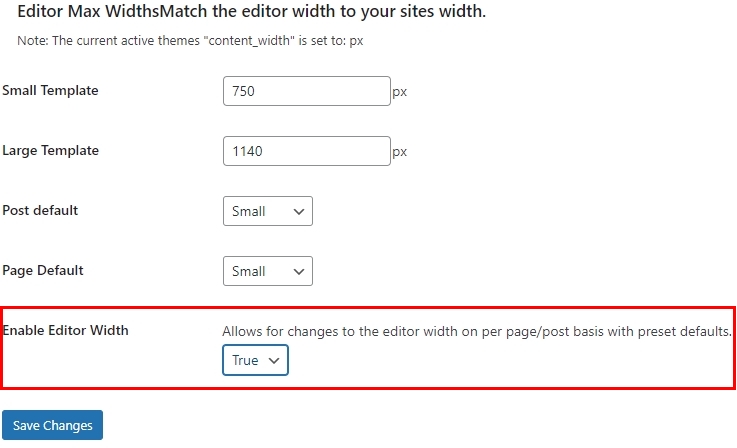 Editor Max WidthsMatch the editor width to your sites width.
Note: The current active themes "content_width" is set to: px
Small Template
750 px
Large Template
1140 px
Post default
Small
Page Default
Small
Enable Editor Width
Allows for changes to the editor width on per page/post basis with preset defaults.
True
Save Changes